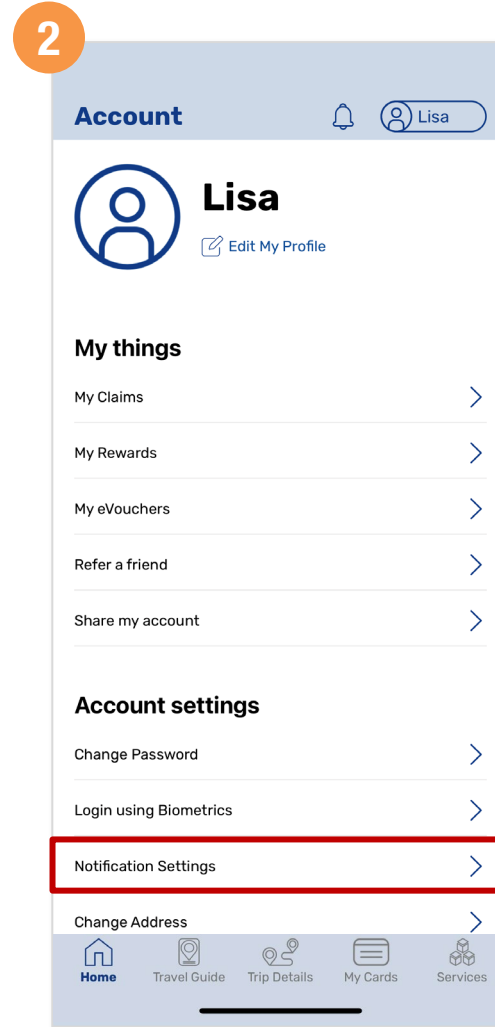 2
Account
Lisa
Lisa
Edit My Profile
My things
My Claims
My Rewards
My eVouchers
Refer a friend
Share my account
Account settings
Change Password
Login using Biometrics
Notification Settings
Change Address
Home Travel Guide Trip Details My Cards Services